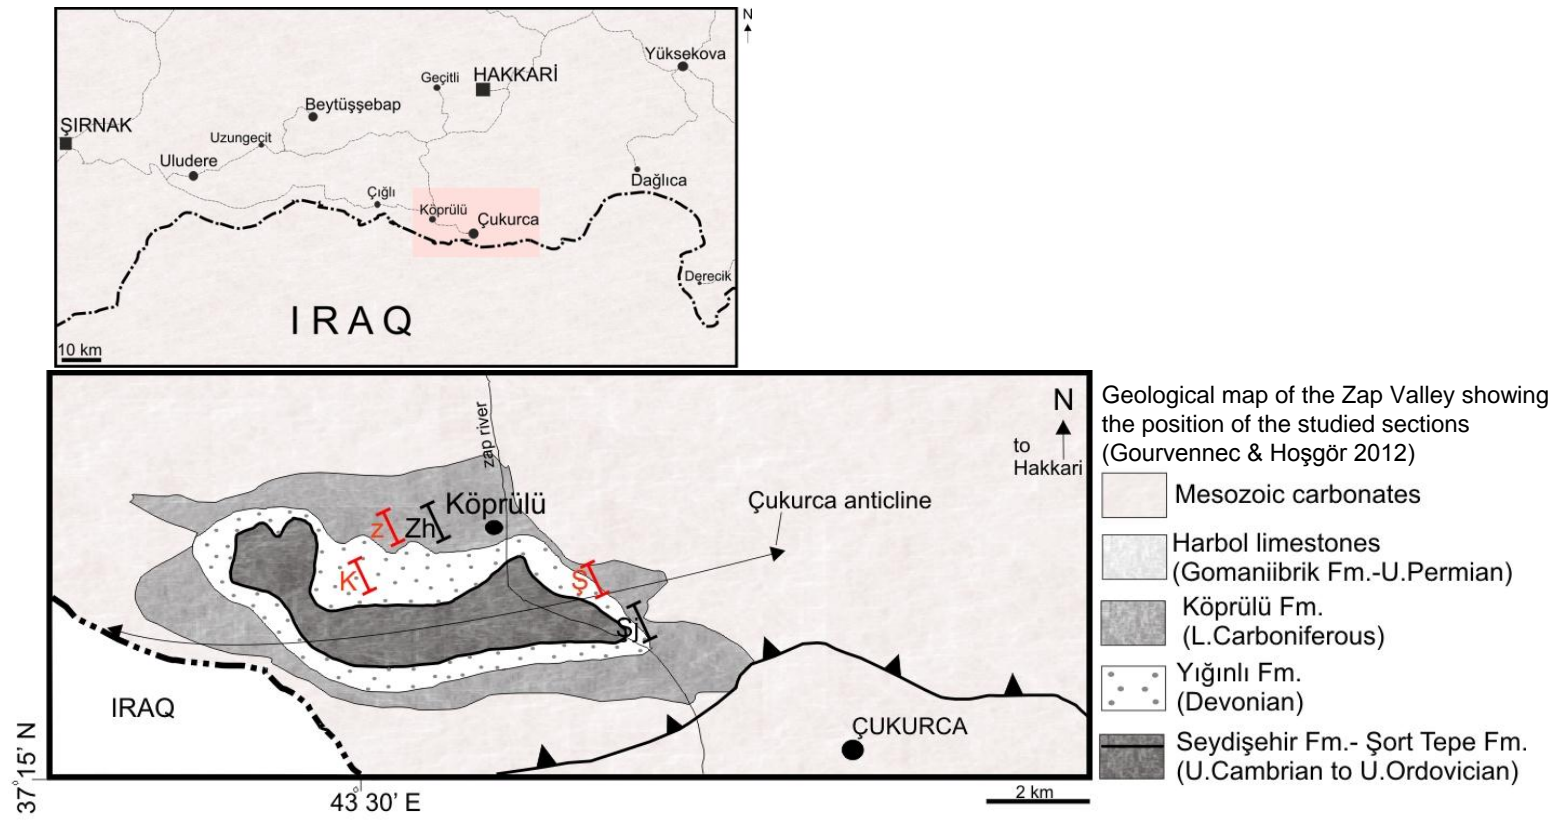 N
Yüksekova
Geçitli
HAKKARİ
Beytüşşebap
ŞIRNAK
Uzungeçit
Uludere
Dağlıca
Çığlı
Köprülü
Çukurca
Derecik
IRAQ
10 km
Geological map of the Zap Valley showing
the position of the studied sections
(Gourvennec & Hoşgör 2012)
N
to
Hakkari
zap river
Köprülü
Çukurca anticline
z
Zh
K
Ş
Şi
IRAQ
ÇUKURCA
Mesozoic carbonates
Harbol limestones
(Gomaniibrik Fm.-U.Permian)
Köprülü Fm.
(L.Carboniferous)
Yığınlı Fm.
(Devonian)
Seydişehir Fm.- Şort Tepe Fm.
(U.Cambrian to U.Ordovician)
37°15' N
43°30' E
2 km